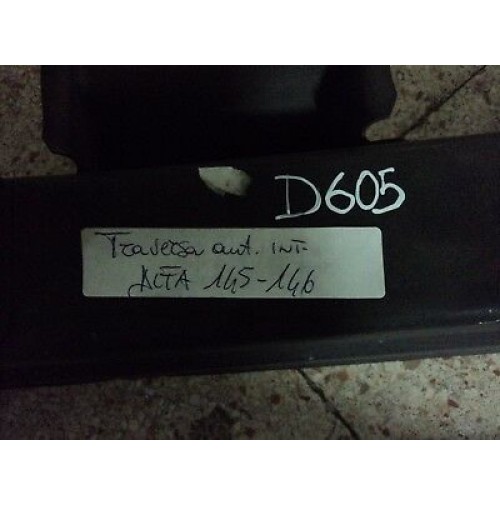 D605
Traversa ant. INT.
ALFA 145-146